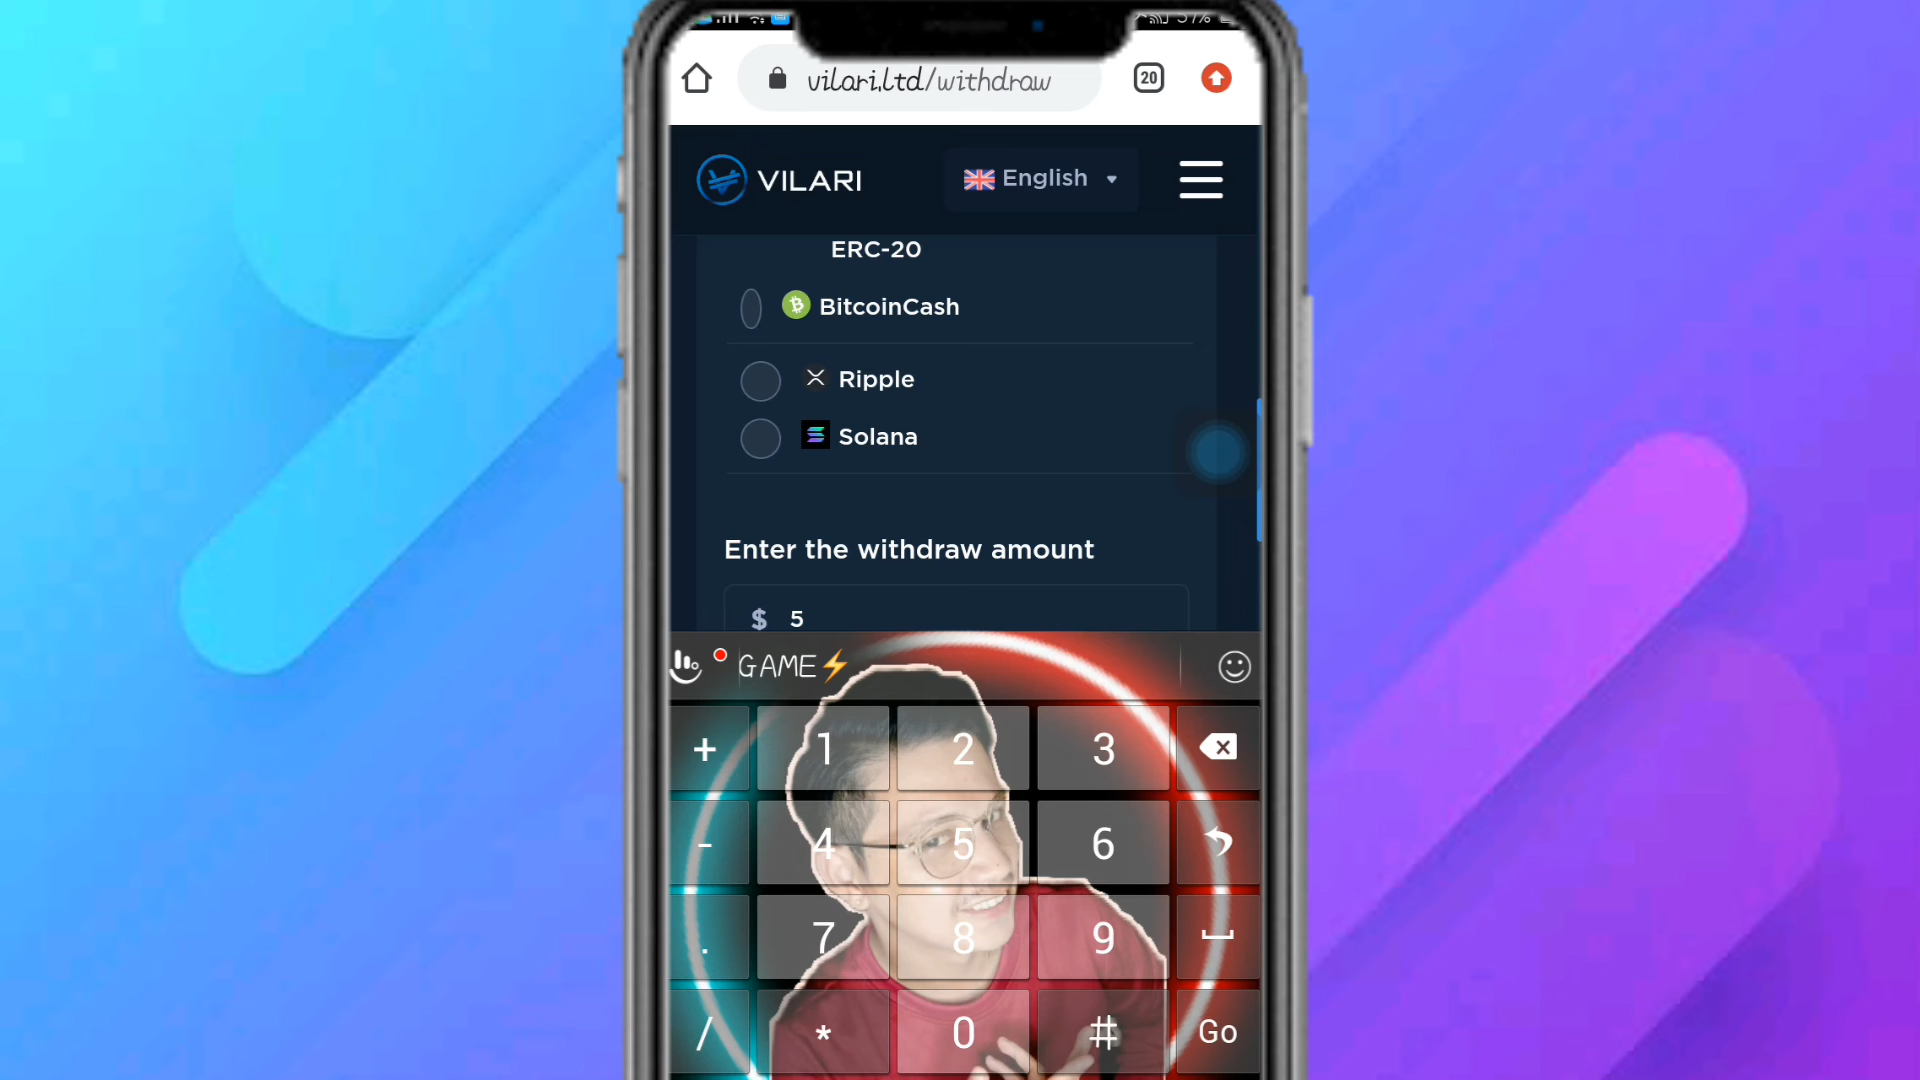 57%
vilari.ltd/withdraw
20
VILARI
English
ERC-20
BitcoinCash
Ripple
Solana
Enter the withdraw amount
$ 5
GAME⚡
+ 1 2 3
- 4 5 6
. 7 8 9
/ * 0 # Go